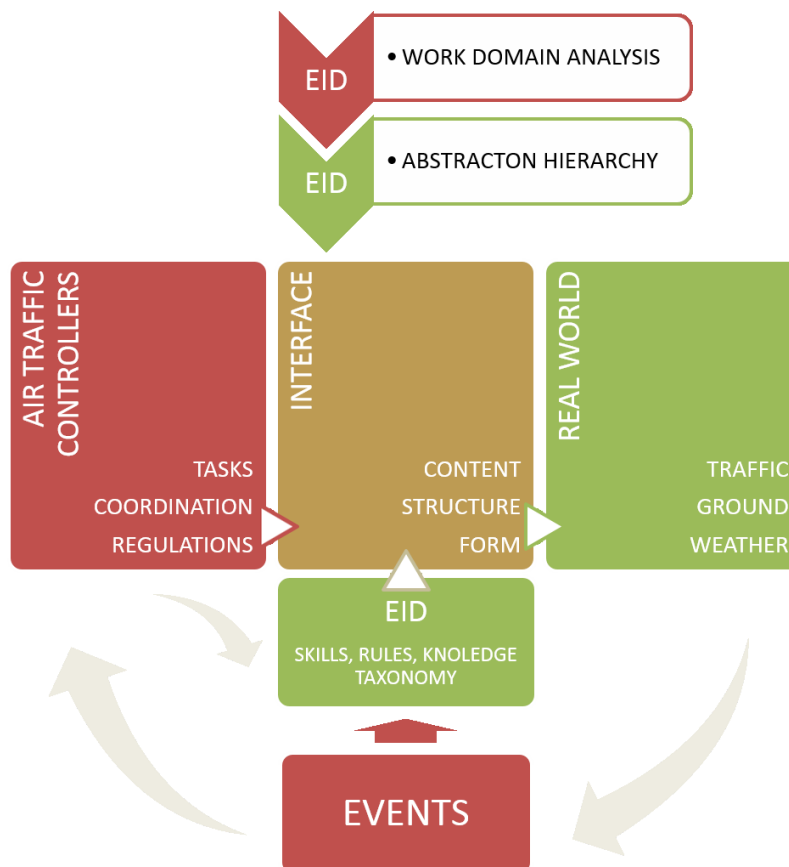 EID
• WORK DOMAIN ANALYSIS
EID
• ABSTRACTON HIERARCHY
AIR TRAFFIC
CONTROLLERS
TASKS
COORDINATION
REGULATIONS
INTERFACE
CONTENT
STRUCTURE
FORM
REAL WORLD
TRAFFIC
GROUND
WEATHER
EID
SKILLS, RULES, KNOLEDGE
TAXONOMY
EVENTS